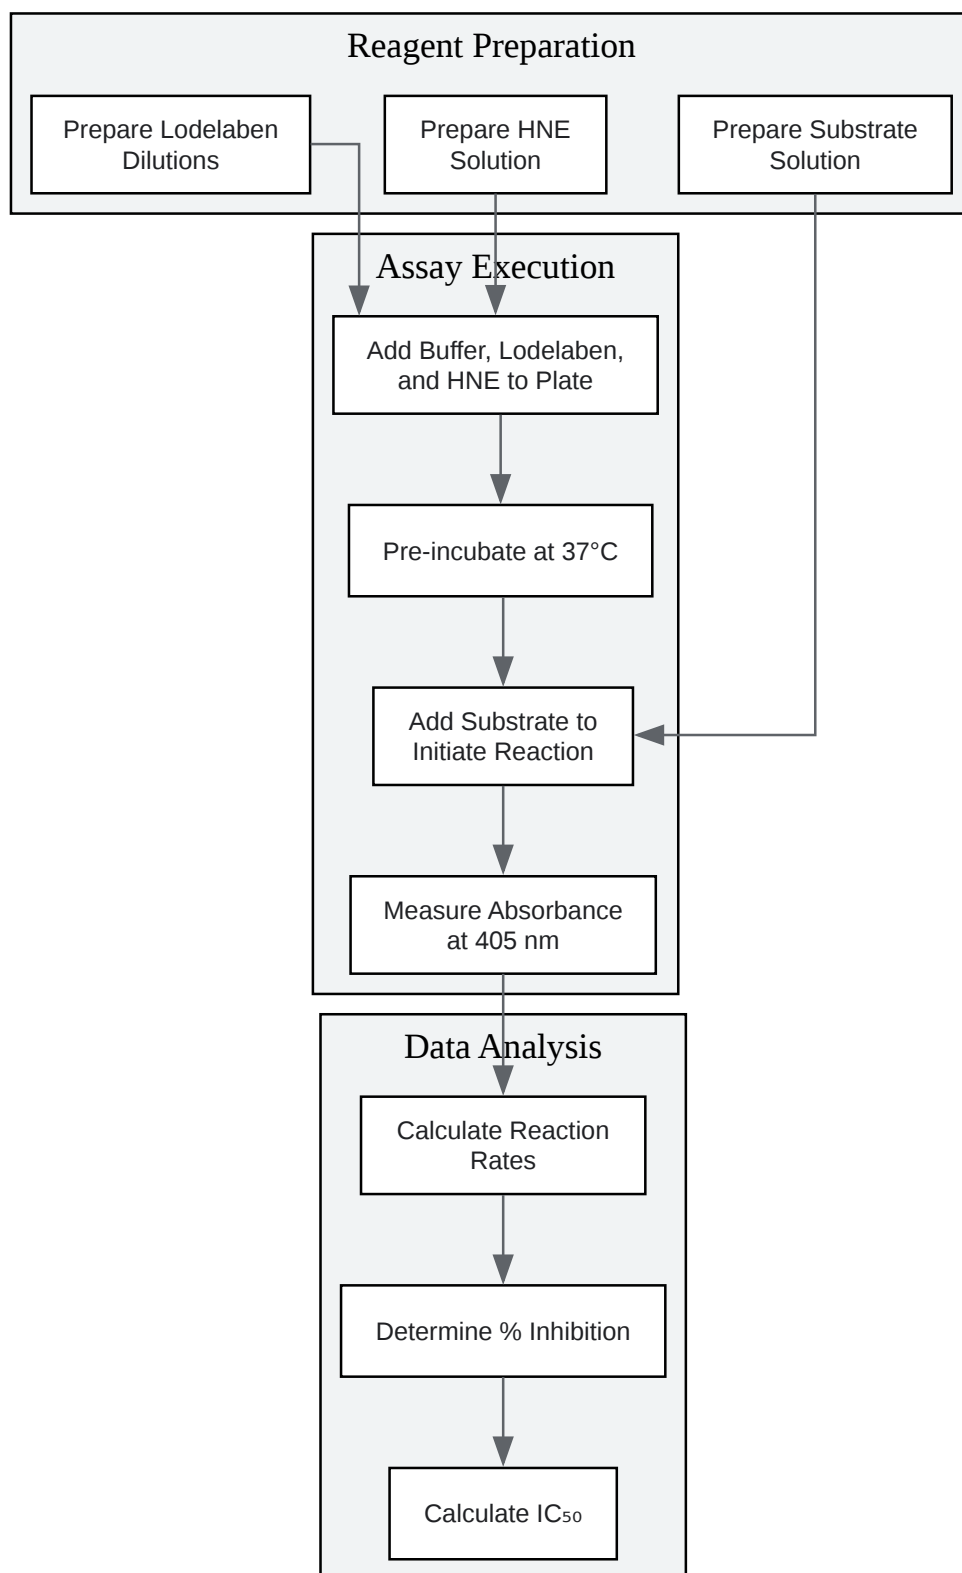 Reagent Preparation
Prepare Lodelaben
Dilutions
Prepare HNE
Solution
Prepare Substrate
Solution
Assay Execution
Add Buffer, Lodelaben,
and HNE to Plate
Pre-incubate at 37°C
Add Substrate to
Initiate Reaction
Measure Absorbance
at 405 nm
Data Analysis
Calculate Reaction
Rates
Determine % Inhibition
Calculate IC₅₀